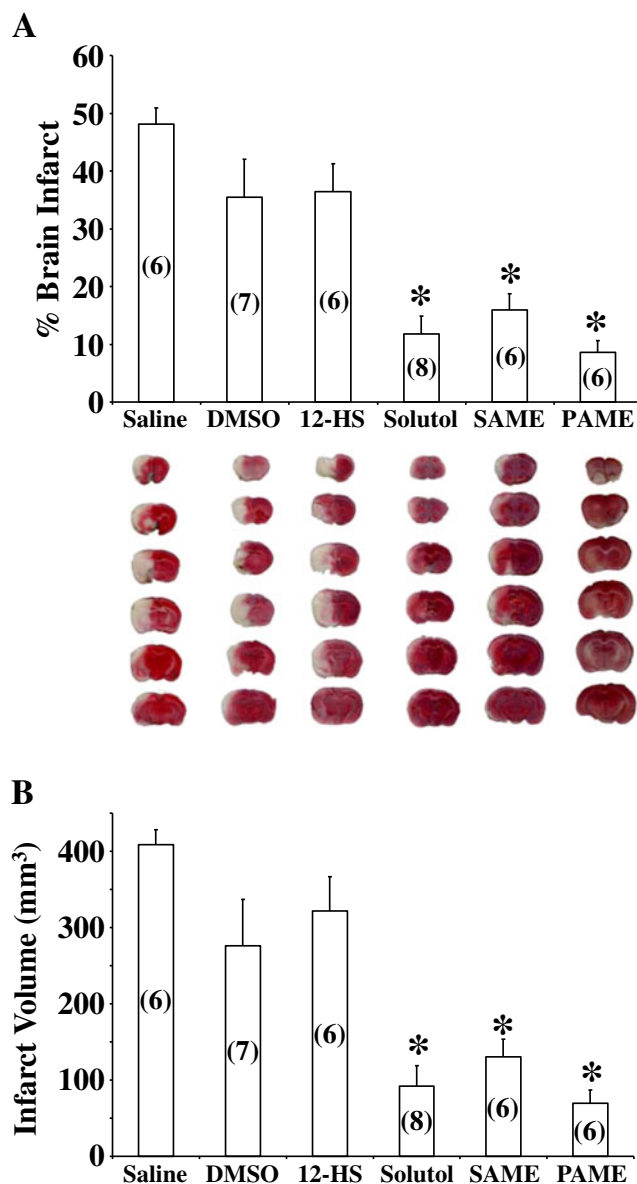 A
% Brain Infarct
60
50
40
30
20
10
0
* * *
(6) (7) (6) (8) (6) (6)
Saline DMSO 12-HS Solutol SAME PAME
B
Infarct Volume (mm³)
400
300
200
100
0
* * *
(6) (7) (6) (8) (6) (6)
Saline DMSO 12-HS Solutol SAME PAME